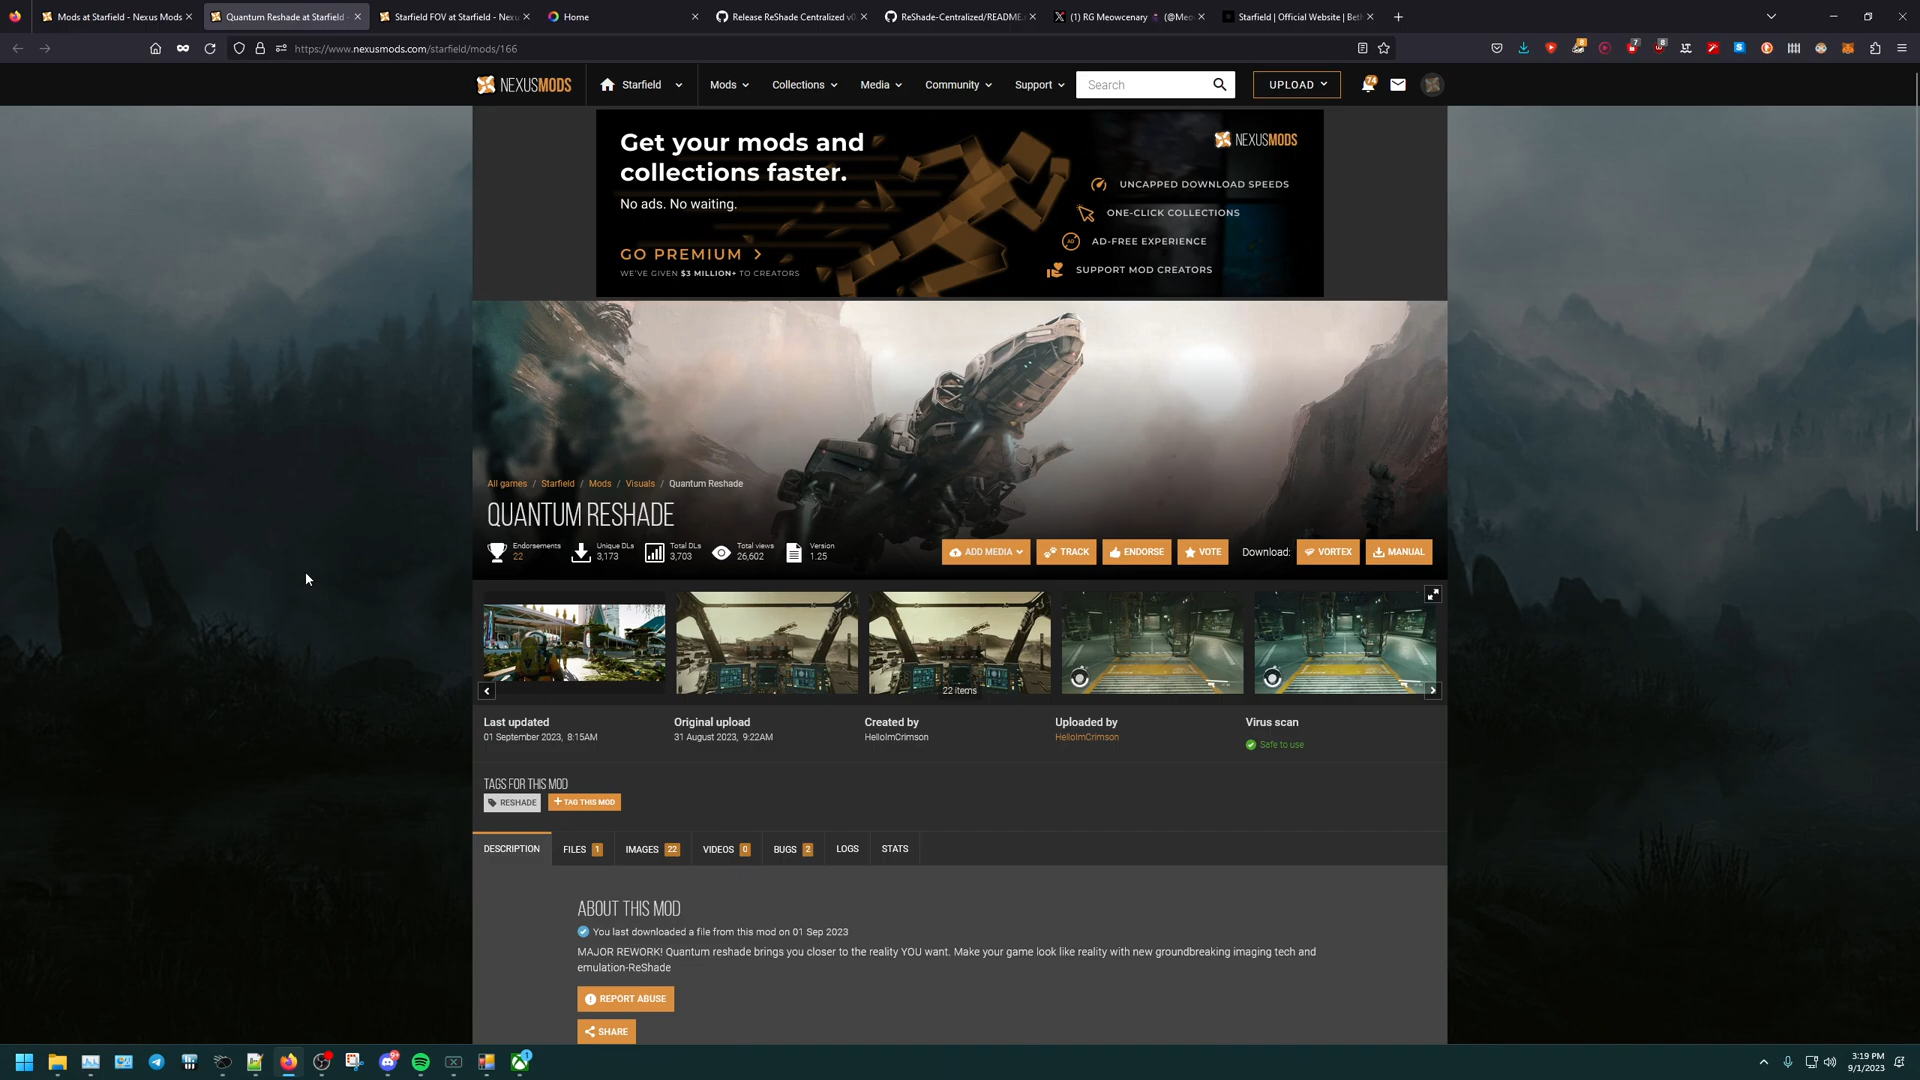 Mods at Starfield - Nexus Mods
Quantum Reshade at Starfield -
Starfield FOV at Starfield - Nexu
Home
Release ReShade Centralized v0
ReShade-Centralized/README.
(1) RG Meowcenary (@Meo
Starfield | Official Website | Bet
https://www.nexusmods.com/starfield/mods/166
NEXUSMODS
Starfield
Mods
Collections
Media
Community
Support
Search
UPLOAD
74
Get your mods and
collections faster.
No ads. No waiting.
GO PREMIUM >
WE'VE GIVEN $3 MILLION+ TO CREATORS
NEXUSMODS
UNCAPPED DOWNLOAD SPEEDS
ONE-CLICK COLLECTIONS
AD-FREE EXPERIENCE
SUPPORT MOD CREATORS
All games / Starfield / Mods / Visuals / Quantum Reshade
QUANTUM RESHADE
Endorsements
22
Unique DLs
3,173
Total DLs
3,703
Total views
26,602
Version
1.25
ADD MEDIA
TRACK
ENDORSE
VOTE
Download:
VORTEX
MANUAL
22 items
Last updated
01 September 2023, 8:15AM
Original upload
31 August 2023, 9:22AM
Created by
HelloImCrimson
Uploaded by
HelloImCrimson
Virus scan
Safe to use
TAGS FOR THIS MOD
RESHADE
+ TAG THIS MOD
DESCRIPTION
FILES 1
IMAGES 22
VIDEOS 0
BUGS 2
LOGS
STATS
ABOUT THIS MOD
You last downloaded a file from this mod on 01 Sep 2023
MAJOR REWORK! Quantum reshade brings you closer to the reality YOU want. Make your game look like reality with new groundbreaking imaging tech and
emulation-ReShade
REPORT ABUSE
SHARE
3:19 PM
9/1/2023